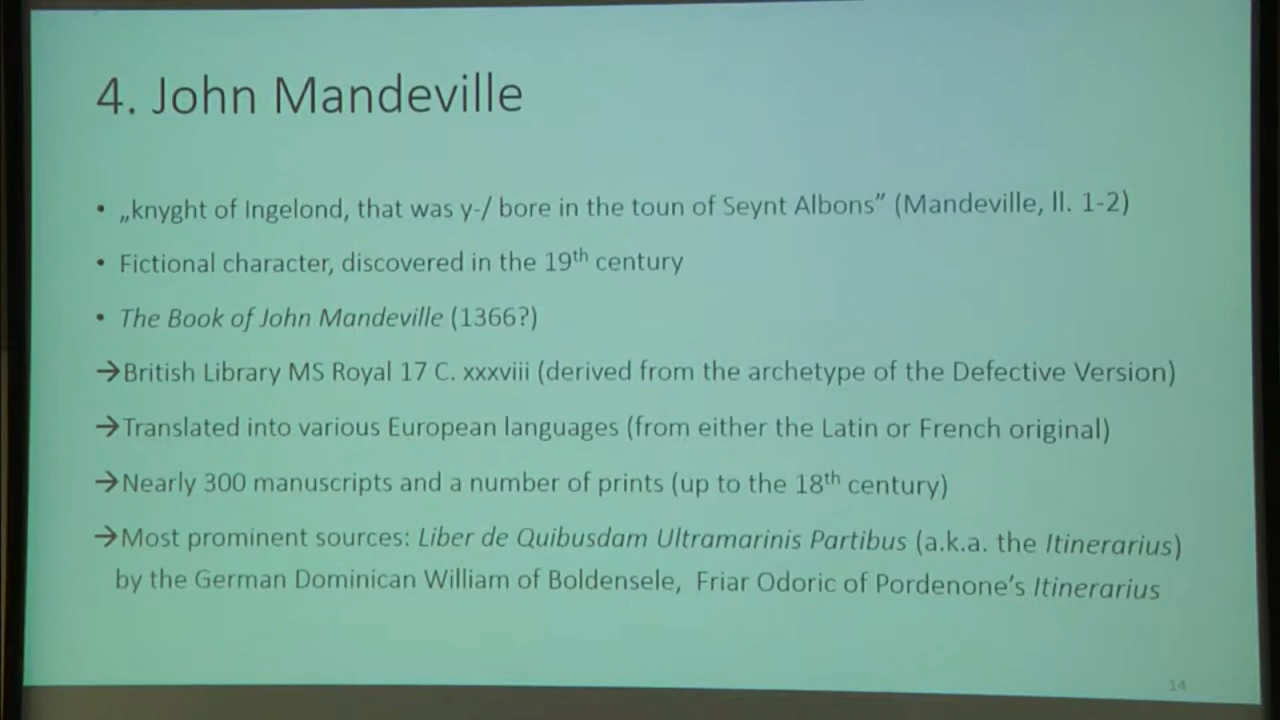 4. John Mandeville
• „knyght of Ingelond, that was y-/ bore in the toun of Seynt Albons” (Mandeville, ll. 1-2)
• Fictional character, discovered in the 19th century
• The Book of John Mandeville (1366?)
→British Library MS Royal 17 C. xxxviii (derived from the archetype of the Defective Version)
→Translated into various European languages (from either the Latin or French original)
→Nearly 300 manuscripts and a number of prints (up to the 18th century)
→Most prominent sources: Liber de Quibusdam Ultramarinis Partibus (a.k.a. the Itinerarius)
by the German Dominican William of Boldensele, Friar Odoric of Pordenone’s Itinerarius
14